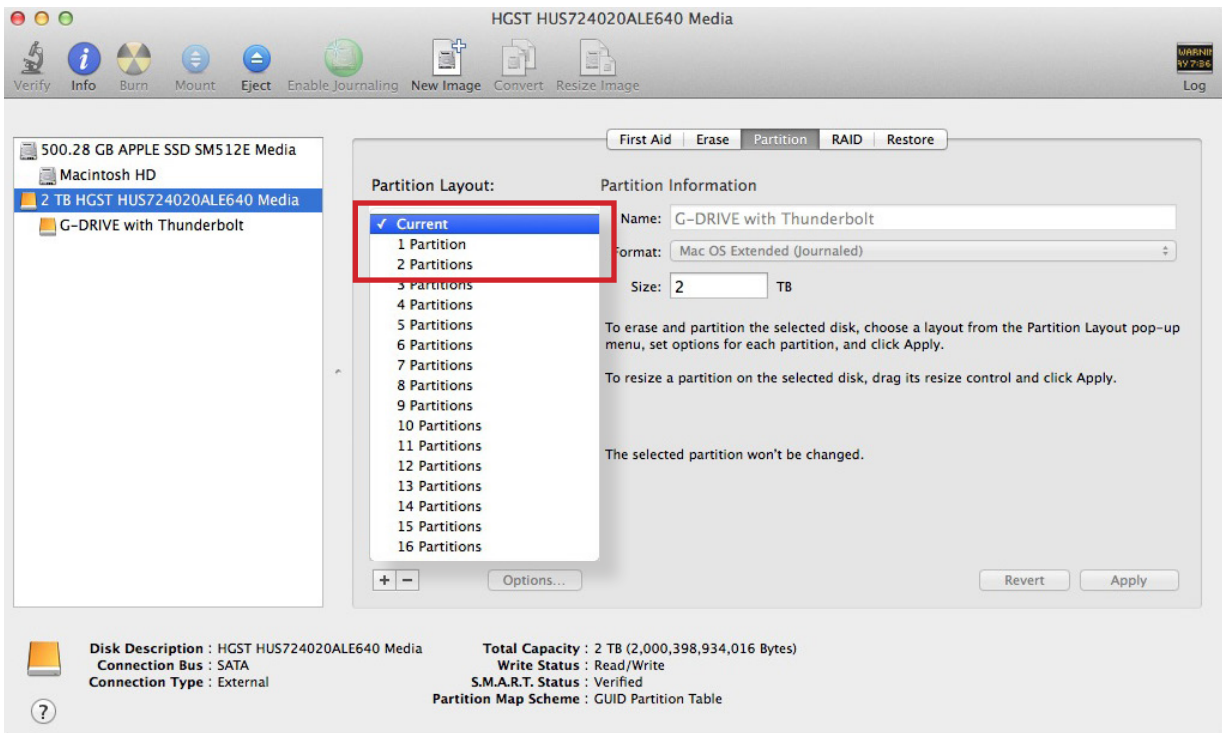 HGST HUS724020ALE640 Media
Verify Info Burn Mount Eject Enable Journaling New Image Convert Resize Image
WARNIN
AY 7:36
Log
500.28 GB APPLE SSD SM512E Media
Macintosh HD
2 TB HGST HUS724020ALE640 Media
G-DRIVE with Thunderbolt
First Aid Erase Partition RAID Restore
Partition Layout:
✓ Current
1 Partition
2 Partitions
3 Partitions
4 Partitions
5 Partitions
6 Partitions
7 Partitions
8 Partitions
9 Partitions
10 Partitions
11 Partitions
12 Partitions
13 Partitions
14 Partitions
15 Partitions
16 Partitions
+ −
Options...
Partition Information
Name: G-DRIVE with Thunderbolt
Format: Mac OS Extended (Journaled)
Size: 2 TB
To erase and partition the selected disk, choose a layout from the Partition Layout pop-up
menu, set options for each partition, and click Apply.
To resize a partition on the selected disk, drag its resize control and click Apply.
The selected partition won't be changed.
Revert Apply
Disk Description : HGST HUS724020ALE640 Media
Connection Bus : SATA
Connection Type : External
Total Capacity : 2 TB (2,000,398,934,016 Bytes)
Write Status : Read/Write
S.M.A.R.T. Status : Verified
Partition Map Scheme : GUID Partition Table
?